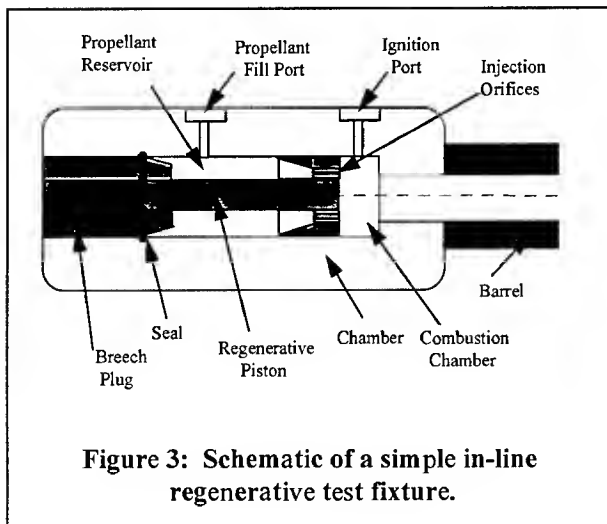 Propellant
Reservoir
Propellant
Fill Port
Ignition
Port
Injection
Orifices
Breech
Plug
Seal
Regenerative
Piston
Chamber
Combustion
Chamber
Barrel
Figure 3: Schematic of a simple in-line
regenerative test fixture.